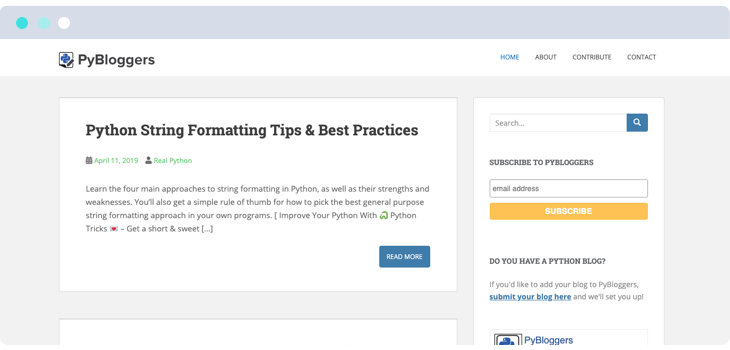 PyBloggers
HOME ABOUT CONTRIBUTE CONTACT
Python String Formatting Tips & Best Practices
April 11, 2019 Real Python
Learn the four main approaches to string formatting in Python, as well as their strengths and
weaknesses. You’ll also get a simple rule of thumb for how to pick the best general purpose
string formatting approach in your own programs. [ Improve Your Python With 🐍 Python
Tricks 💌 – Get a short & sweet […]
READ MORE
Search...
SUBSCRIBE TO PYBLOGGERS
email address
SUBSCRIBE
DO YOU HAVE A PYTHON BLOG?
If you'd like to add your blog to PyBloggers,
submit your blog here and we'll set you up!
PyBloggers